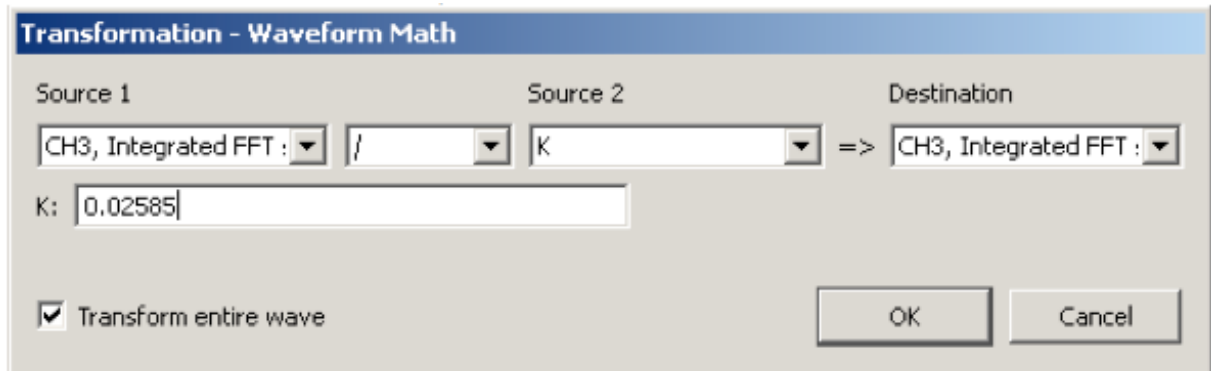 Transformation - Waveform Math
Source 1 Source 2 Destination
CH3, Integrated FFT : / K => CH3, Integrated FFT :
K: 0.02585
Transform entire wave OK Cancel